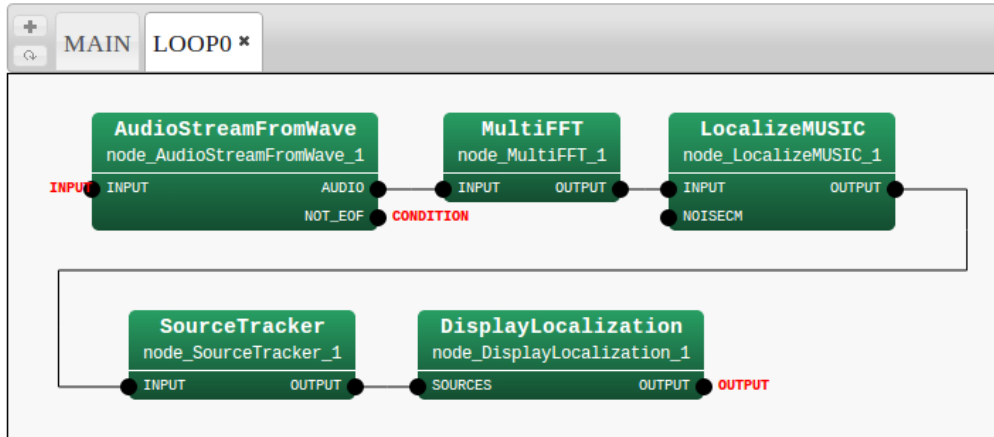 MAIN
LOOP0 ✖
AudioStreamFromWave
node_AudioStreamFromWave_1
INPUT INPUT AUDIO
NOT_EOF CONDITION
MultiFFT
node_MultiFFT_1
INPUT OUTPUT
LocalizeMUSIC
node_LocalizeMUSIC_1
INPUT OUTPUT
NOISECM
SourceTracker
node_SourceTracker_1
INPUT OUTPUT
DisplayLocalization
node_DisplayLocalization_1
SOURCES OUTPUT OUTPUT